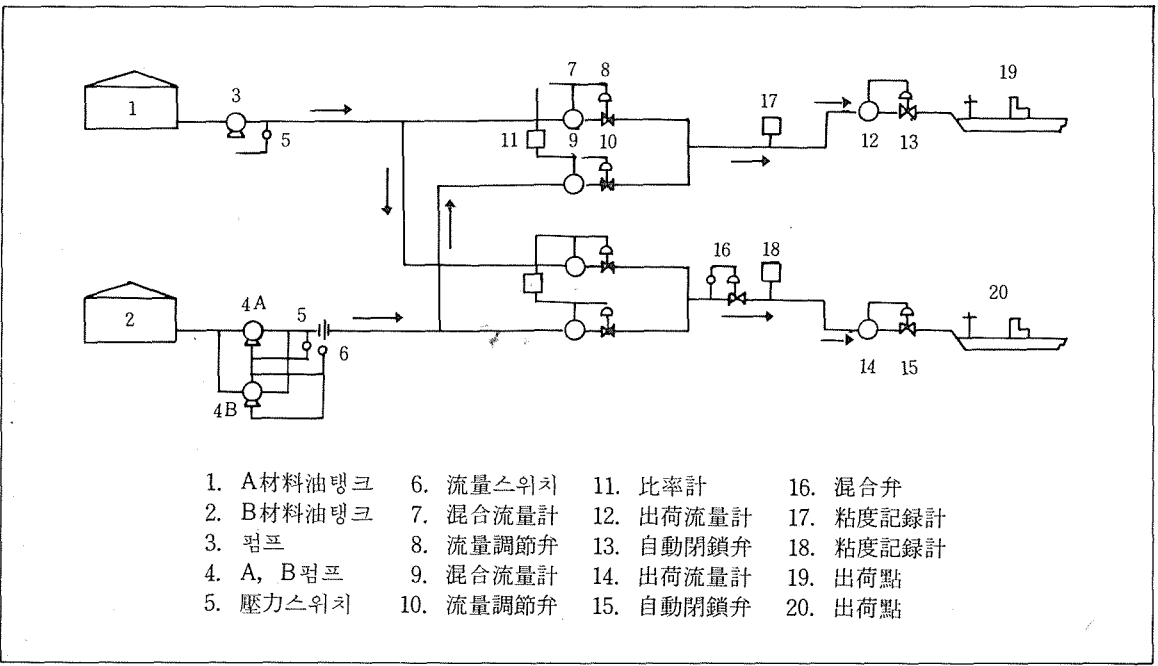 7 8
19
3
17
1
5
11
9 10
12 13
16 18
4A
5
20
2
6
4B
14 15
1. A材料油탱크
2. B材料油탱크
3. 펌프
4. A, B펌프
5. 壓力스위치
6. 流量스위치
7. 混合流量計
8. 流量調節弁
9. 混合流量計
10. 流量調節弁
11. 比率計
12. 出荷流量計
13. 自動閉鎖弁
14. 出荷流量計
15. 自動閉鎖弁
16. 混合弁
17. 粘度記録計
18. 粘度記録計
19. 出荷點
20. 出荷點